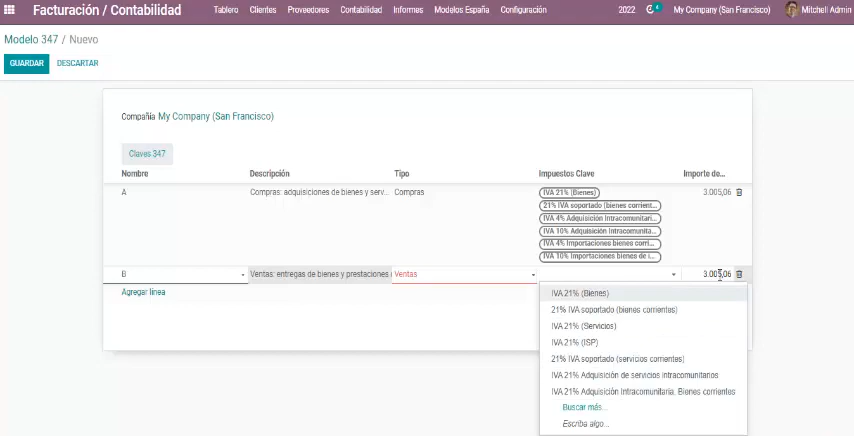 Facturación / Contabilidad Tablero Clientes Proveedores Contabilidad Informes Modelos España Configuración 2022 4 My Company (San Francisco) Mitchell Admin
Modelo 347 / Nuevo
GUARDAR DESCARTAR
Compañía My Company (San Francisco)
Claves 347
Nombre Descripción Tipo Impuestos Clave Importe de...
A Compras: adquisiciones de bienes y serv... Compras IVA 21% (Bienes) 3.005,06
21% IVA soportado (bienes corrient...
IVA 4% Adquisición Intracomunitari...
IVA 10% Adquisición Intracomunita...
IVA 4% Importaciones bienes corri...
IVA 10% Importaciones bienes de i...
B Ventas: entregas de bienes y prestaciones Ventas 3.005,06
Agregar línea
IVA 21% (Bienes)
21% IVA soportado (bienes corrientes)
IVA 21% (Servicios)
IVA 21% (ISP)
21% IVA soportado (servicios corrientes)
IVA 21% Adquisición de servicios intracomunitarios
IVA 21% Adquisición Intracomunitaria. Bienes corrientes
Buscar más...
Escriba algo...